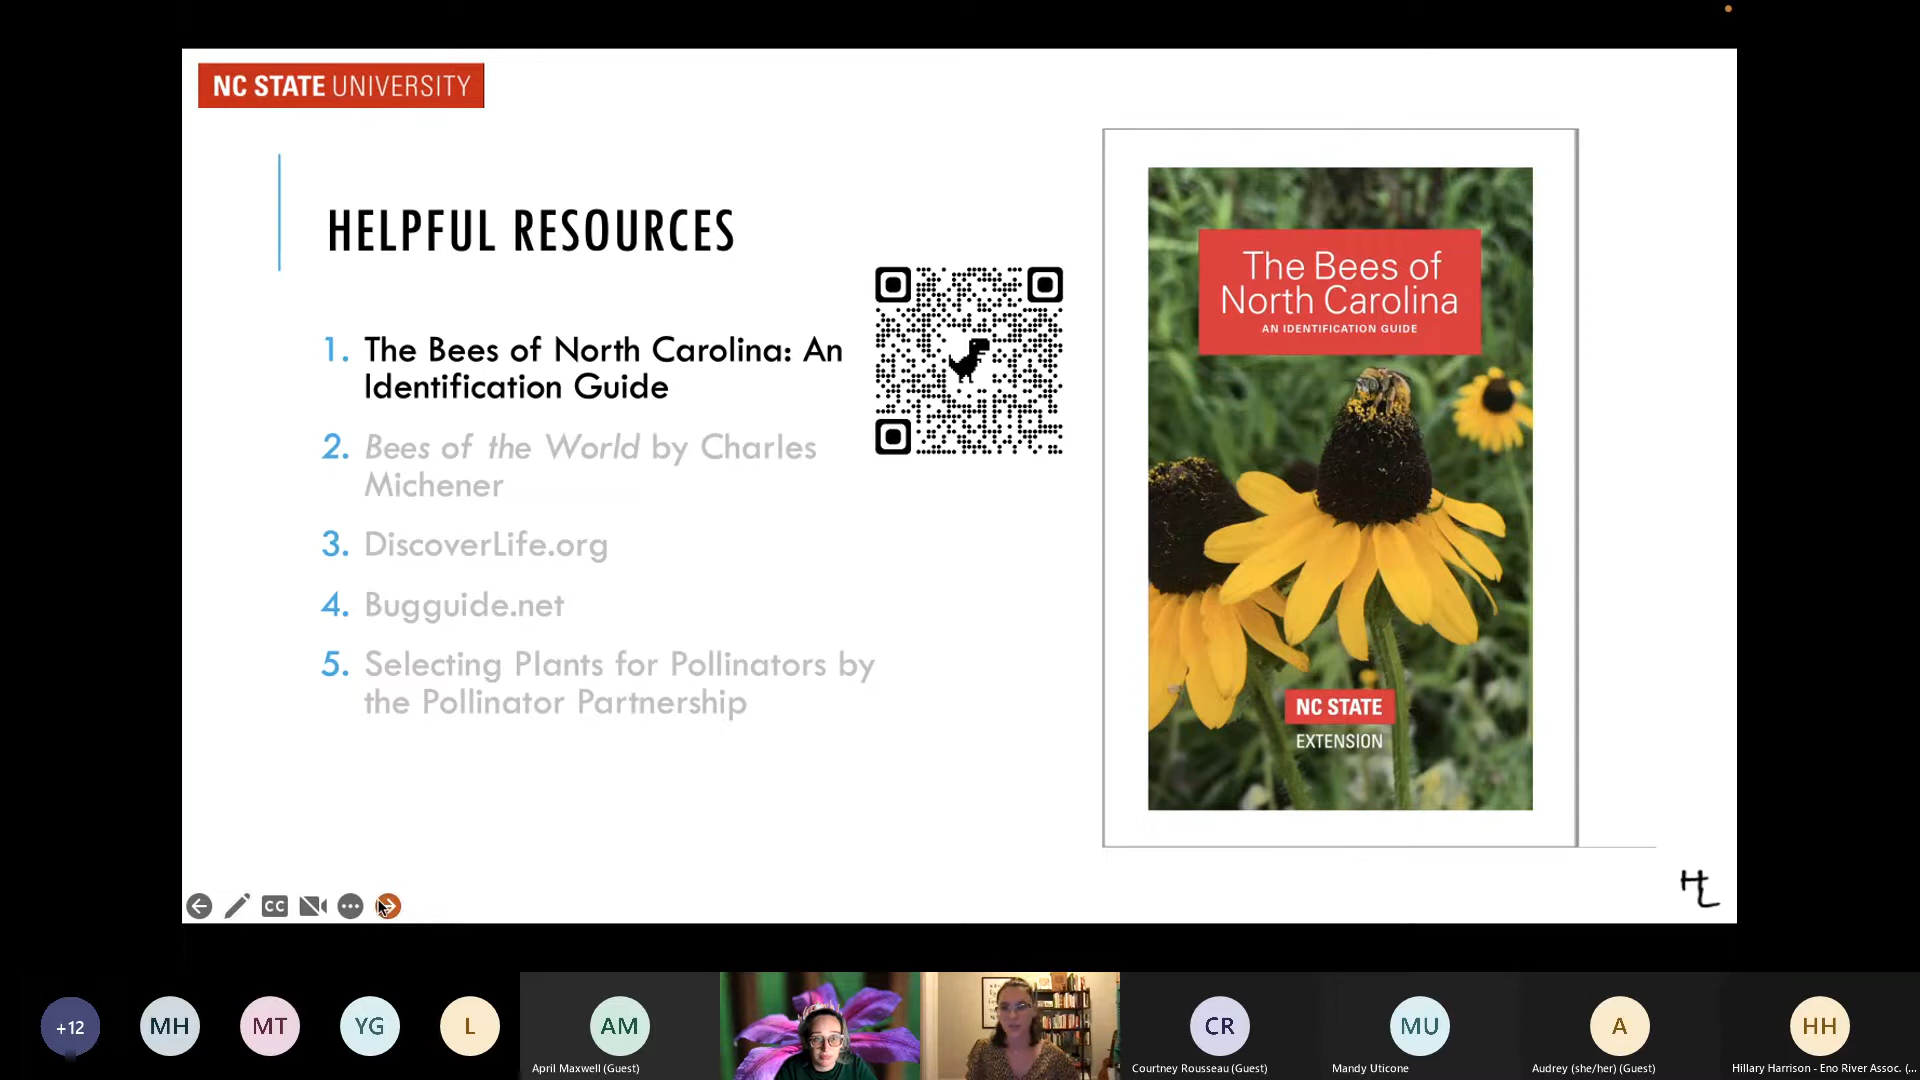 NC STATE UNIVERSITY
HELPFUL RESOURCES
1. The Bees of North Carolina: An
Identification Guide
2. Bees of the World by Charles
Michener
3. DiscoverLife.org
4. Bugguide.net
5. Selecting Plants for Pollinators by
the Pollinator Partnership
The Bees of
North Carolina
AN IDENTIFICATION GUIDE
NC STATE
EXTENSION
HL
CC
+12
MH
MT
YG
L
AM
April Maxwell (Guest)
CR
Courtney Rousseau (Guest)
MU
Mandy Uticone
A
Audrey (she/her) (Guest)
HH
Hillary Harrison - Eno River Assoc. (...